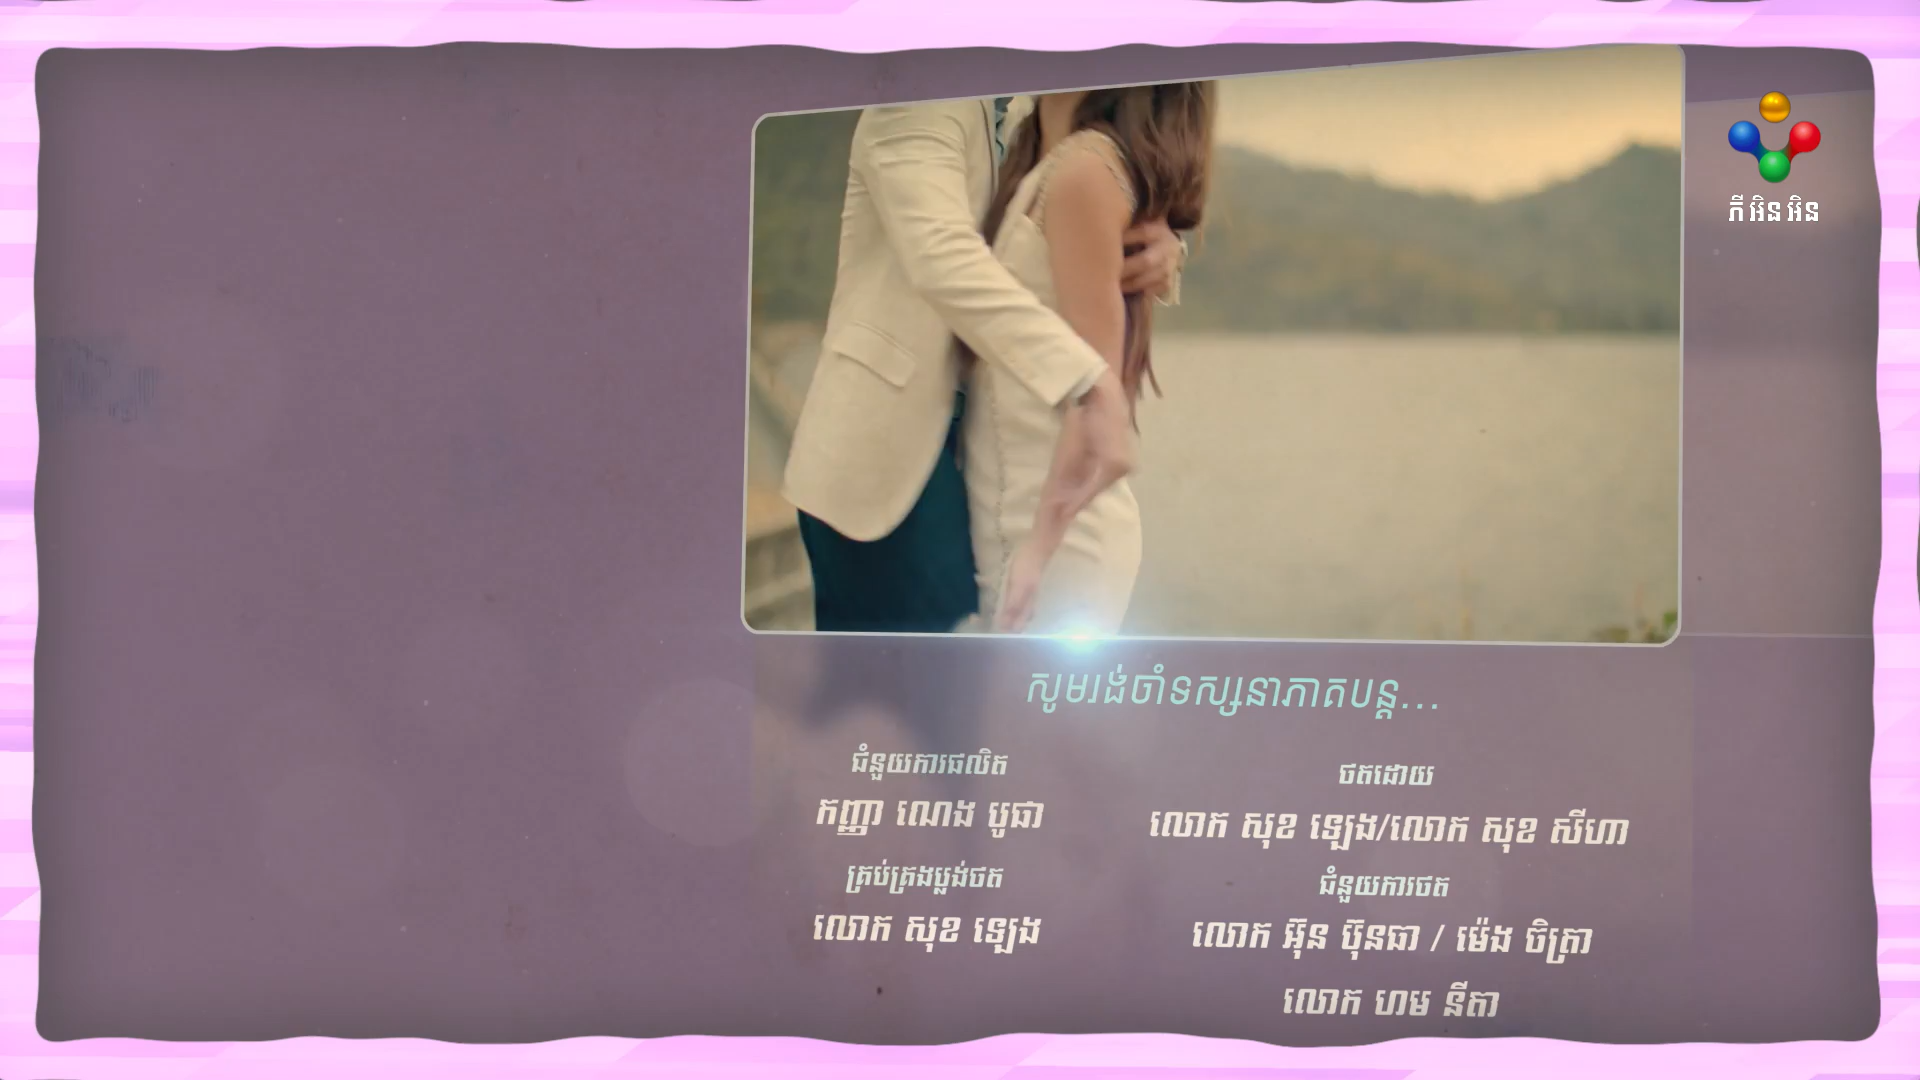 ភី អិន អិន
សូមរង់ចាំទស្សនាភាគបន្ត...
ជំនួយការផលិត
កញ្ញា ណេង បូផា
គ្រប់គ្រងប្លង់ថត
លោក សុខ ឡេង
ថតដោយ
លោក សុខ ឡេង/លោក សុខ សីហា
ជំនួយការថត
លោក អ៊ុន ប៊ុនធា / ម៉េង ចិត្រា
លោក ហម នីតា